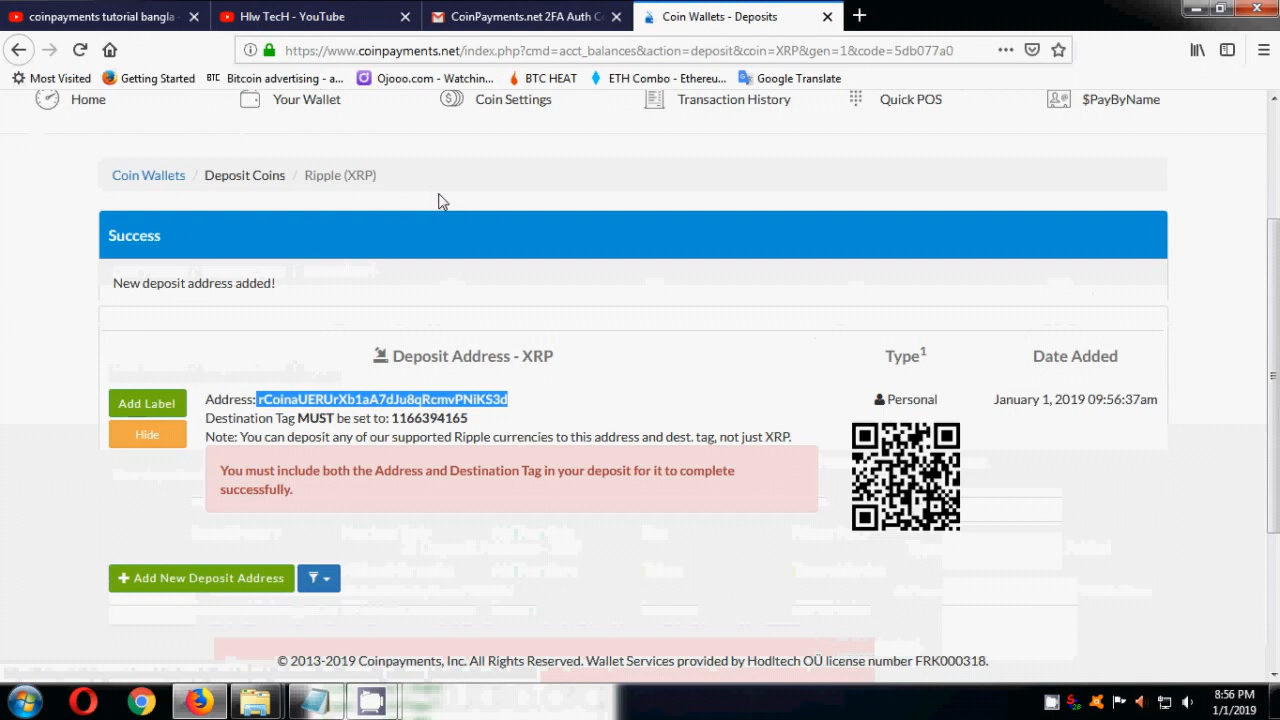 coinpayments tutorial bangla
Hlw TecH - YouTube
CoinPayments.net 2FA Auth C
Coin Wallets - Deposits
https://www.coinpayments.net/index.php?cmd=acct_balances&action=deposit&coin=XRP&gen=1&code=5db077a0
Most Visited
Getting Started
BTC Bitcoin advertising - a...
Ojooo.com - Watchin...
BTC HEAT
ETH Combo - Ethereu...
Google Translate
Home
Your Wallet
Coin Settings
Transaction History
Quick POS
$PayByName
Coin Wallets / Deposit Coins / Ripple (XRP)
Success
New deposit address added!
Deposit Address - XRP
Type1
Date Added
Add Label
Hide
Address: rCoinaUERUrXb1aA7dJu8qRcmvPNiKS3d
Destination Tag MUST be set to: 1166394165
Note: You can deposit any of our supported Ripple currencies to this address and dest. tag, not just XRP.
You must include both the Address and Destination Tag in your deposit for it to complete
successfully.
Personal
January 1, 2019 09:56:37am
Add New Deposit Address
© 2013-2019 Coinpayments, Inc. All Rights Reserved. Wallet Services provided by Hodltech OÜ license number FRK000318.
8:56 PM
1/1/2019